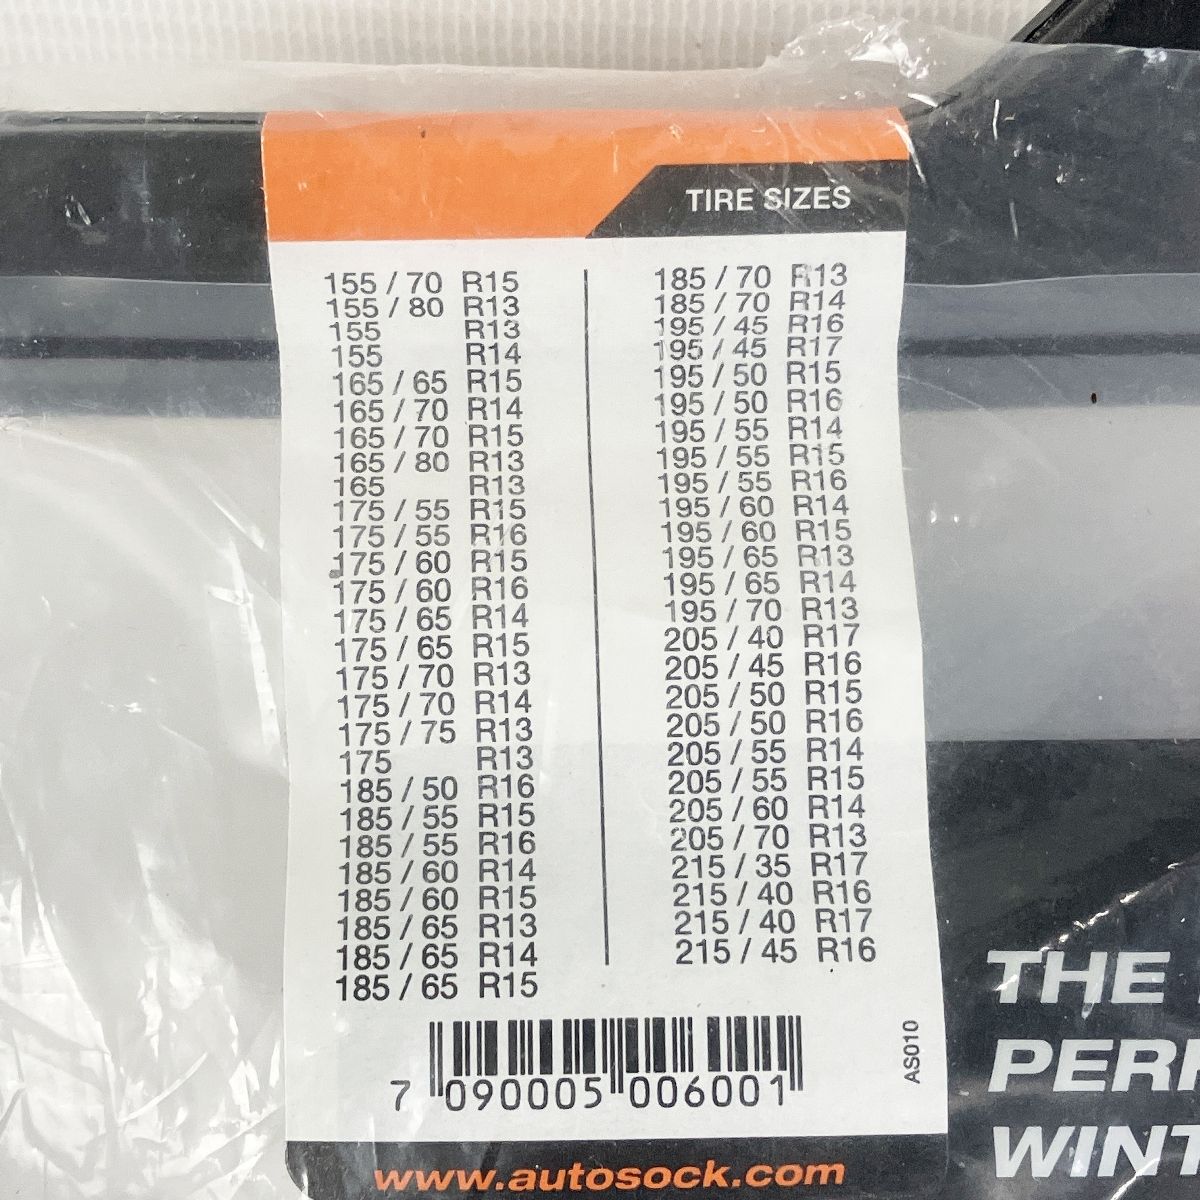 TIRE SIZES
155 / 70 R15
155 / 80 R13
155 R13
155 R14
165 / 65 R15
165 / 70 R14
165 / 70 R15
165 / 80 R13
165 R13
175 / 55 R15
175 / 55 R16
175 / 60 R15
175 / 60 R16
175 / 65 R14
175 / 65 R15
175 / 70 R13
175 / 70 R14
175 / 75 R13
175 R13
185 / 50 R16
185 / 55 R15
185 / 55 R16
185 / 60 R14
185 / 60 R15
185 / 65 R13
185 / 65 R14
185 / 65 R15
185 / 70 R13
185 / 70 R14
195 / 45 R16
195 / 45 R17
195 / 50 R15
195 / 50 R16
195 / 55 R14
195 / 55 R15
195 / 55 R16
195 / 60 R14
195 / 60 R15
195 / 65 R13
195 / 65 R14
195 / 70 R13
205 / 40 R17
205 / 45 R16
205 / 50 R15
205 / 50 R16
205 / 55 R14
205 / 55 R15
205 / 60 R14
205 / 70 R13
215 / 35 R17
215 / 40 R16
215 / 40 R17
215 / 45 R16
7 090005 006001
AS010
www.autosock.com
THE
PERF
WINT